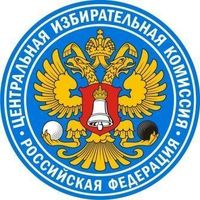 ЦЕНТРАЛЬНАЯ ИЗБИРАТЕЛЬНАЯ КОМИССИЯ
РОССИЙСКАЯ ФЕДЕРАЦИЯ